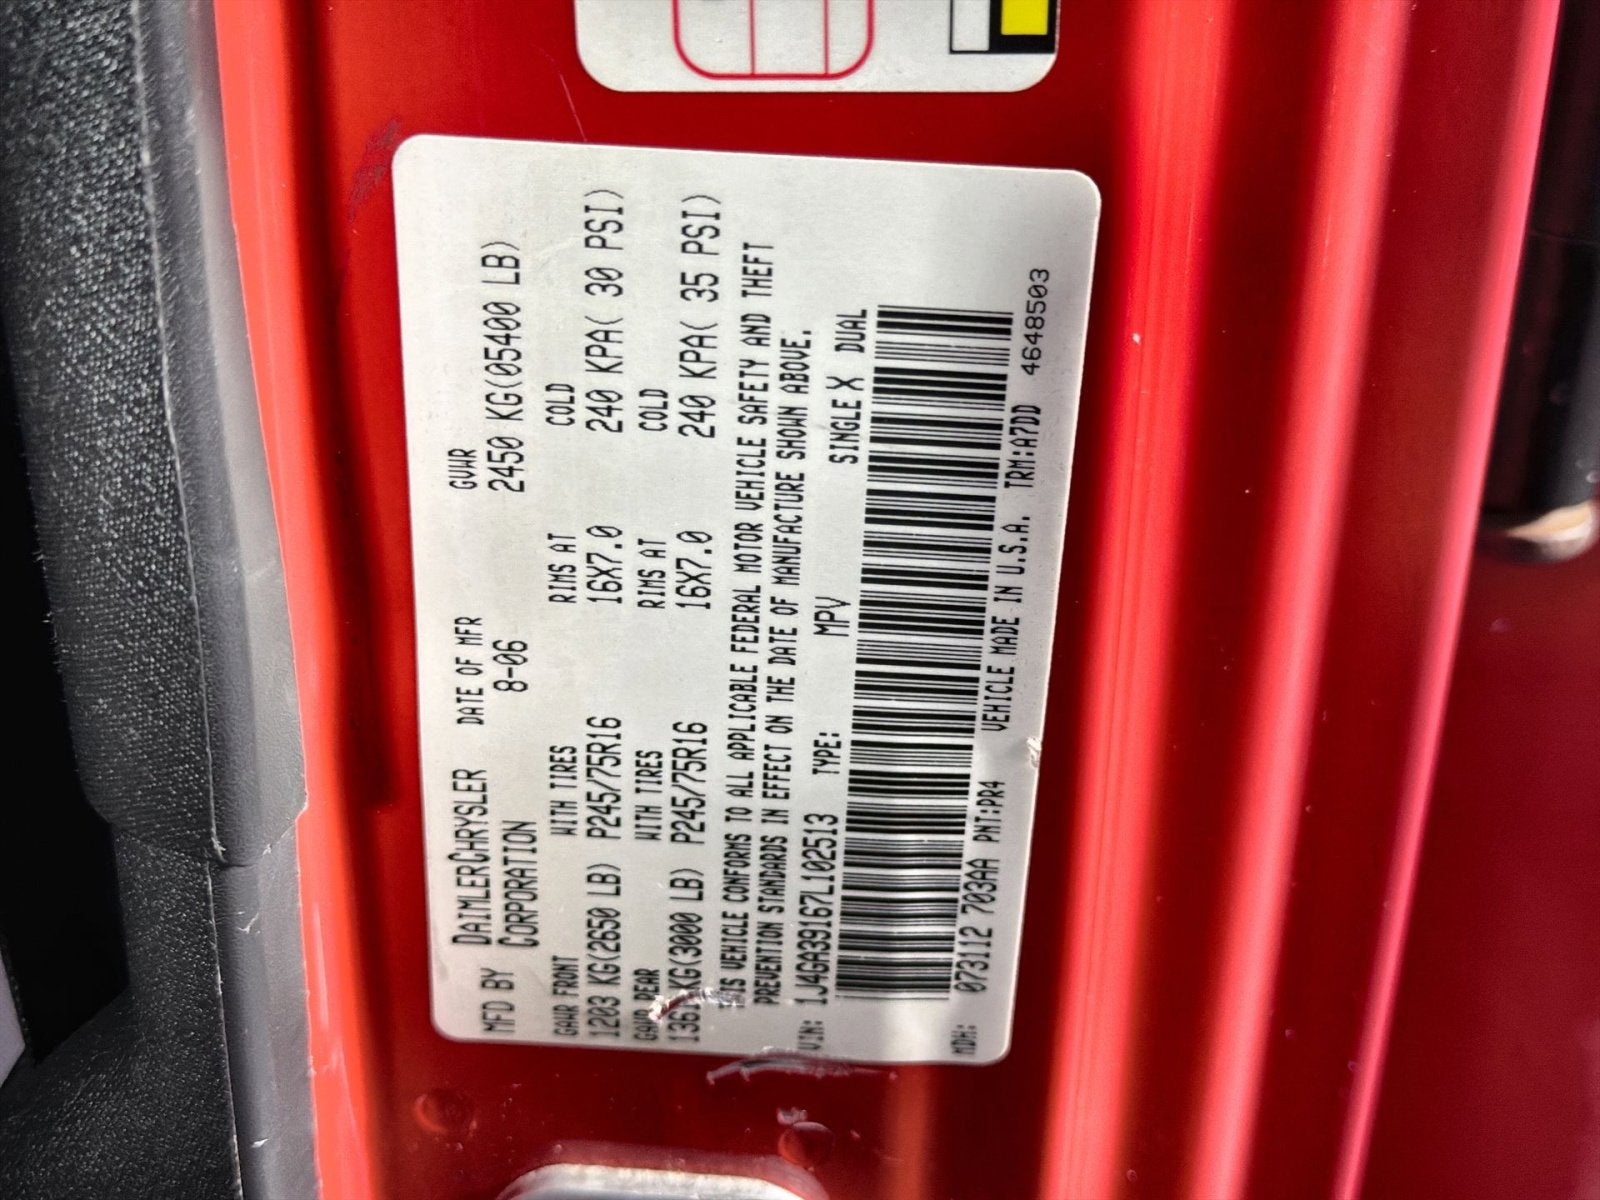 MFD BY DAIMLERCHRYSLER CORPORATION DATE OF MFR 8-06 GVWR 2450 KG(05400 LB)
GAWR FRONT WITH TIRES RIMS AT COLD
1203 KG(2650 LB) P245/75R16 16X7.0 240 KPA( 30 PSI)
GAWR REAR WITH TIRES RIMS AT COLD
1361 KG(3000 LB) P245/75R16 16X7.0 240 KPA( 35 PSI)
THIS VEHICLE CONFORMS TO ALL APPLICABLE FEDERAL MOTOR VEHICLE SAFETY AND THEFT
PREVENTION STANDARDS IN EFFECT ON THE DATE OF MANUFACTURE SHOWN ABOVE.
VIN: 1J4GA39167L102513 TYPE: MPV SINGLE X DUAL
MDH: 073112 703AA PNT:PR4 VEHICLE MADE IN U.S.A. TRM:A7DD 4648503